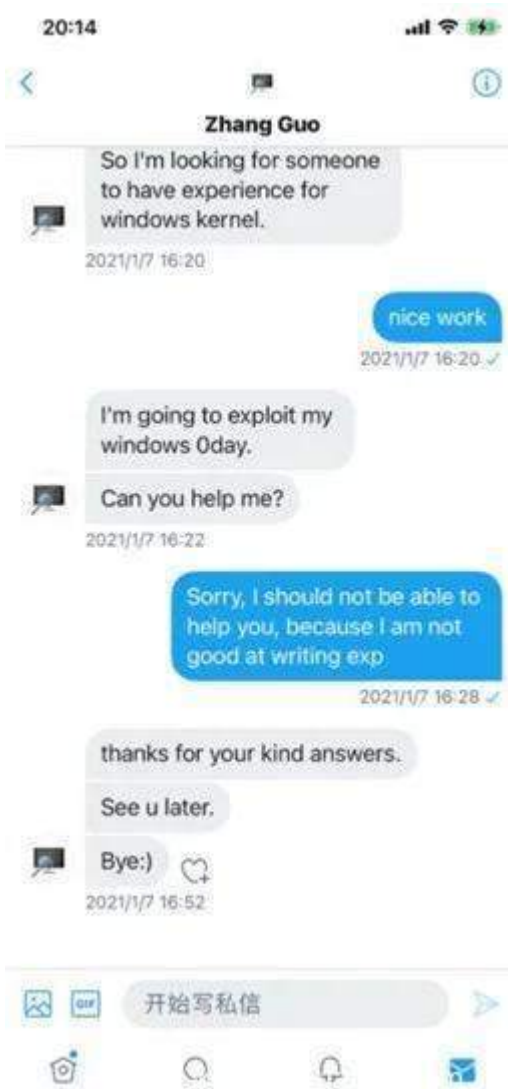 20:14
Zhang Guo
So I'm looking for someone
to have experience for
windows kernel.
2021/1/7 16:20
nice work
2021/1/7 16:20
I'm going to exploit my
windows 0day.
Can you help me?
2021/1/7 16:22
Sorry, I should not be able to
help you, because I am not
good at writing exp
2021/1/7 16:28
thanks for your kind answers.
See u later.
Bye:)
2021/1/7 16:52
GIF
开始写私信